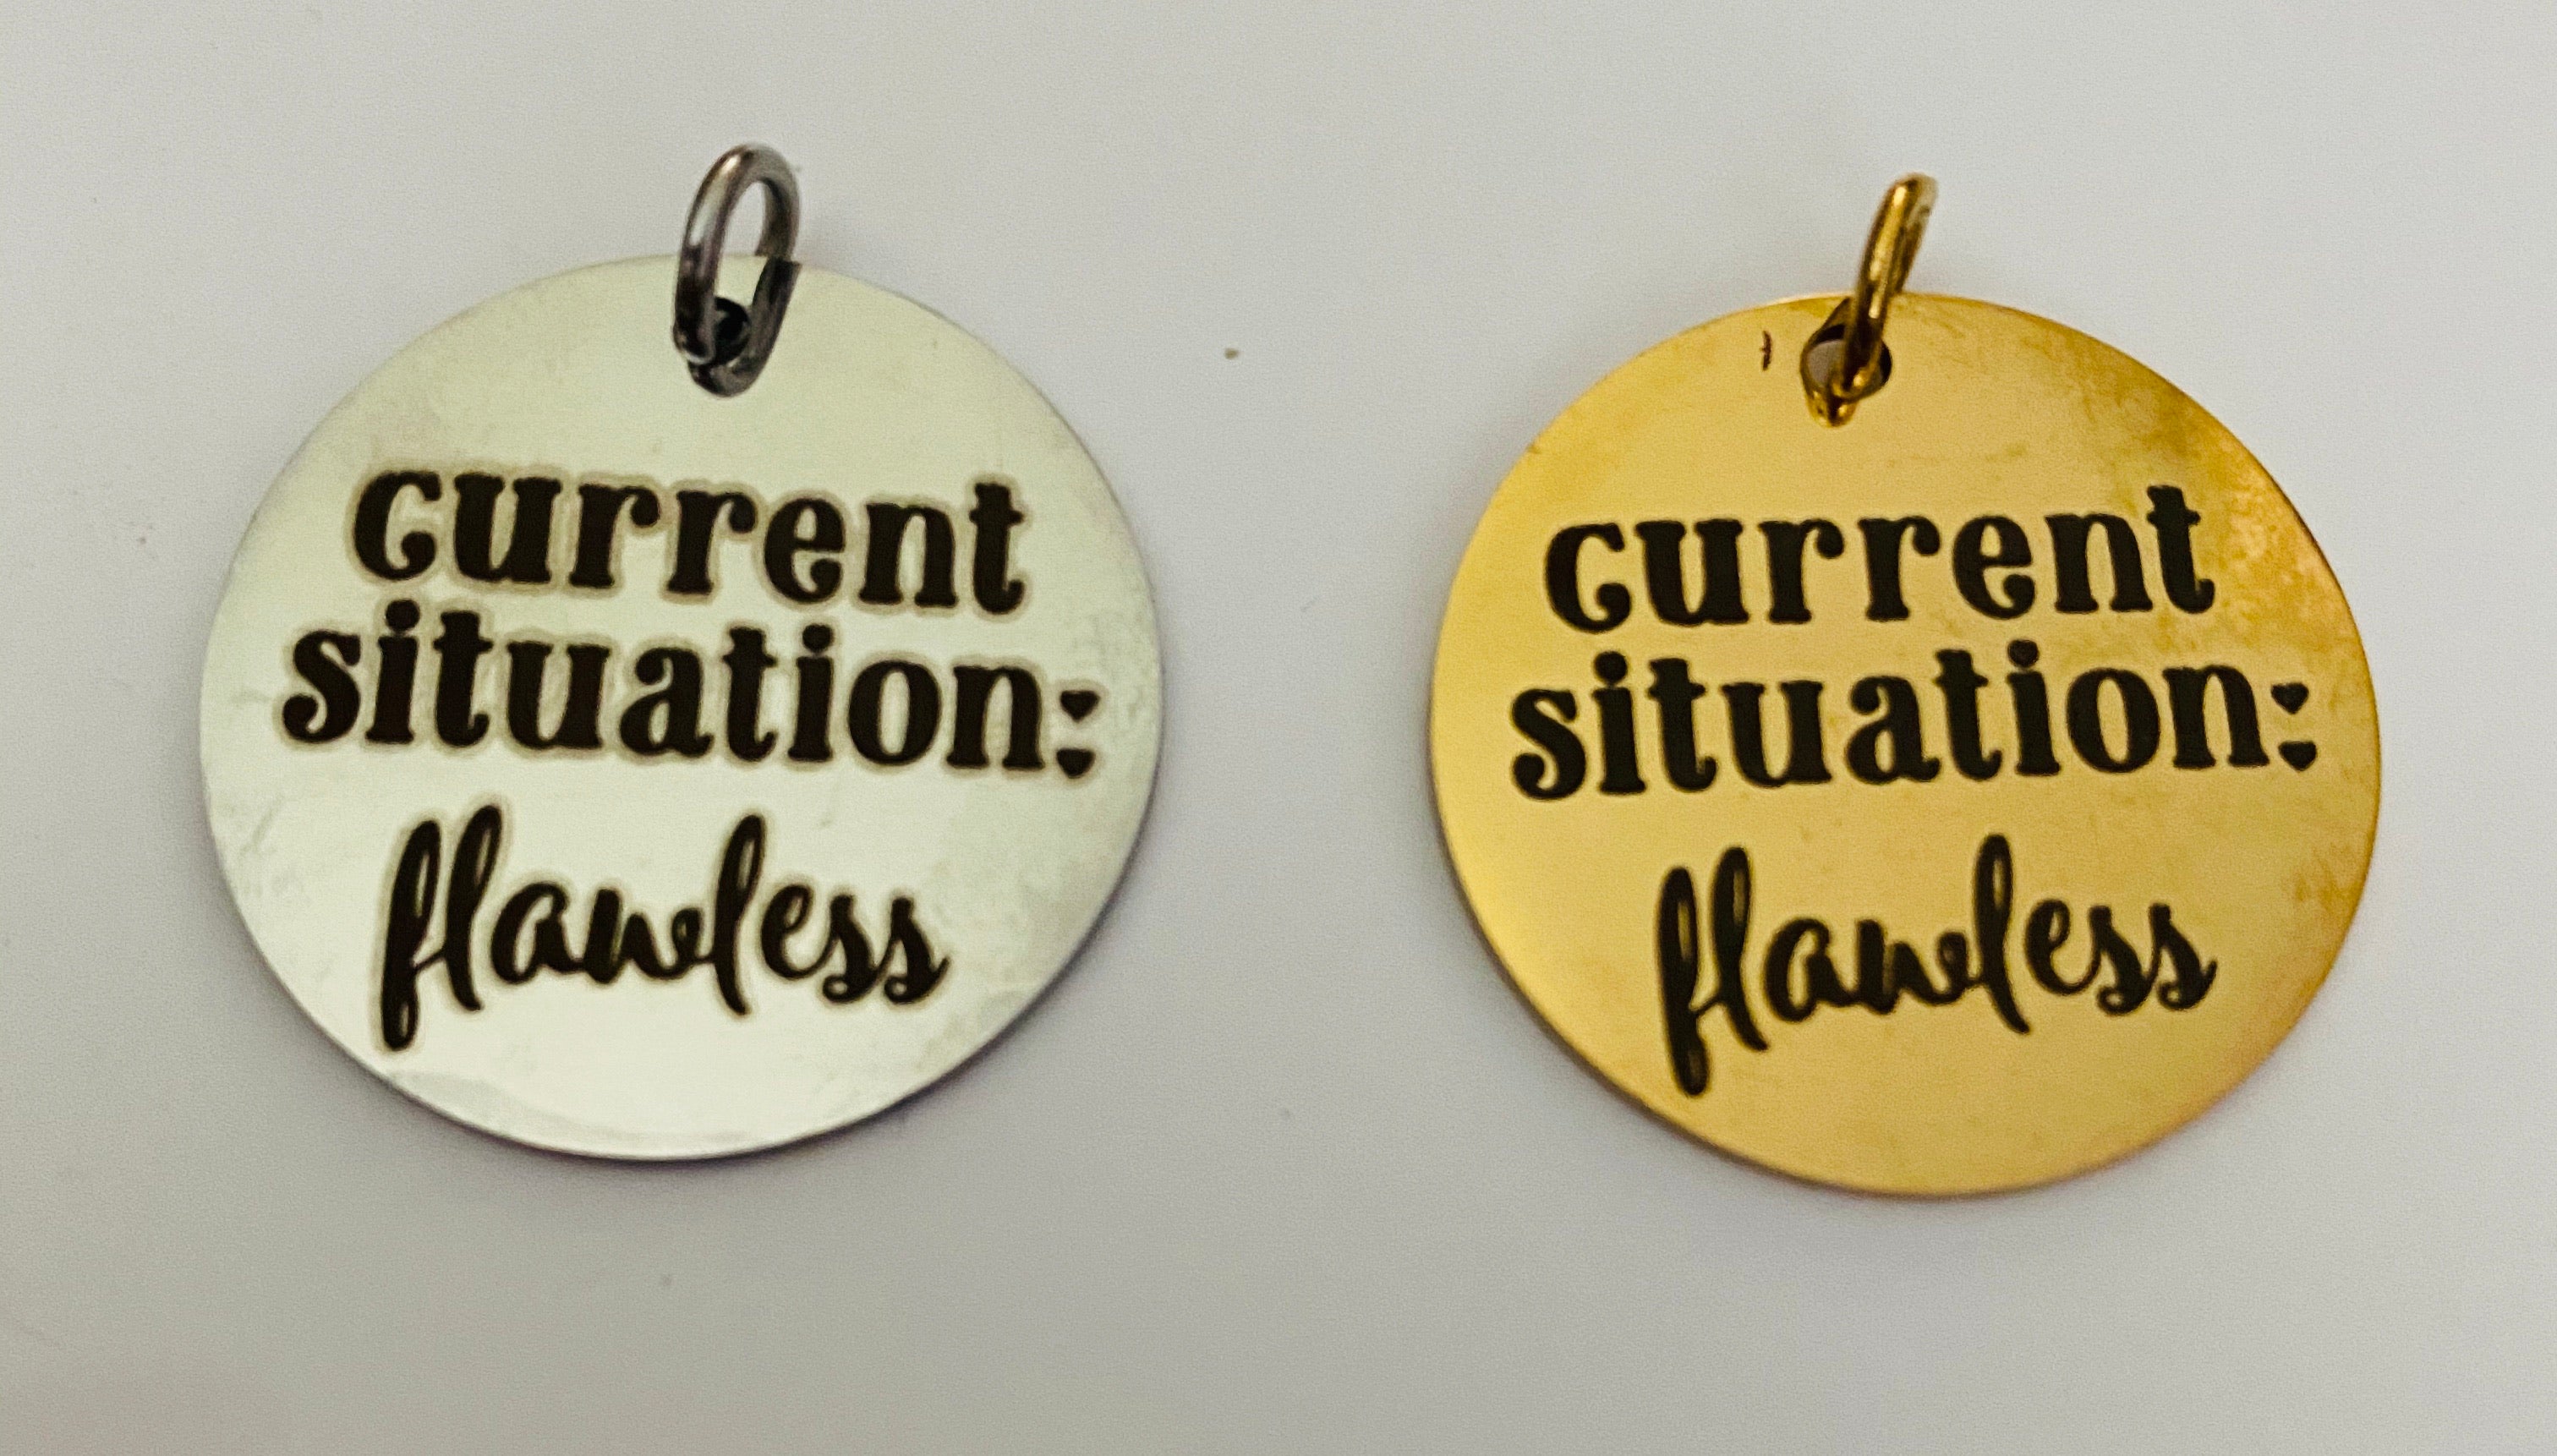 current
situation:
flawless
current
situation:
flawless